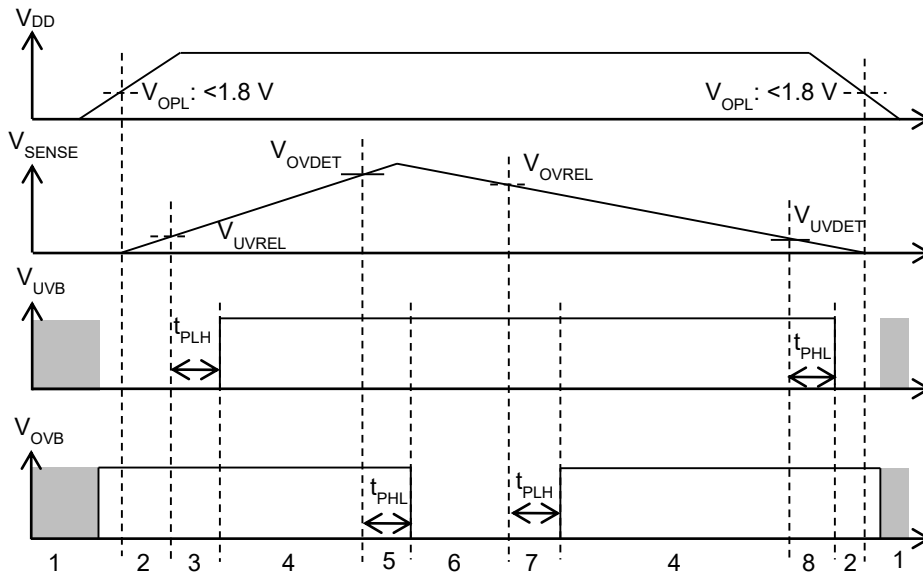 VDD
VOPL: <1.8 V VOPL: <1.8 V
VSENSE
VOVDET VOVREL
VUVREL VUVDET
VUVB
tPLH tPHL
VOVB
tPHL tPLH
1 2 3 4 5 6 7 4 8 2 1